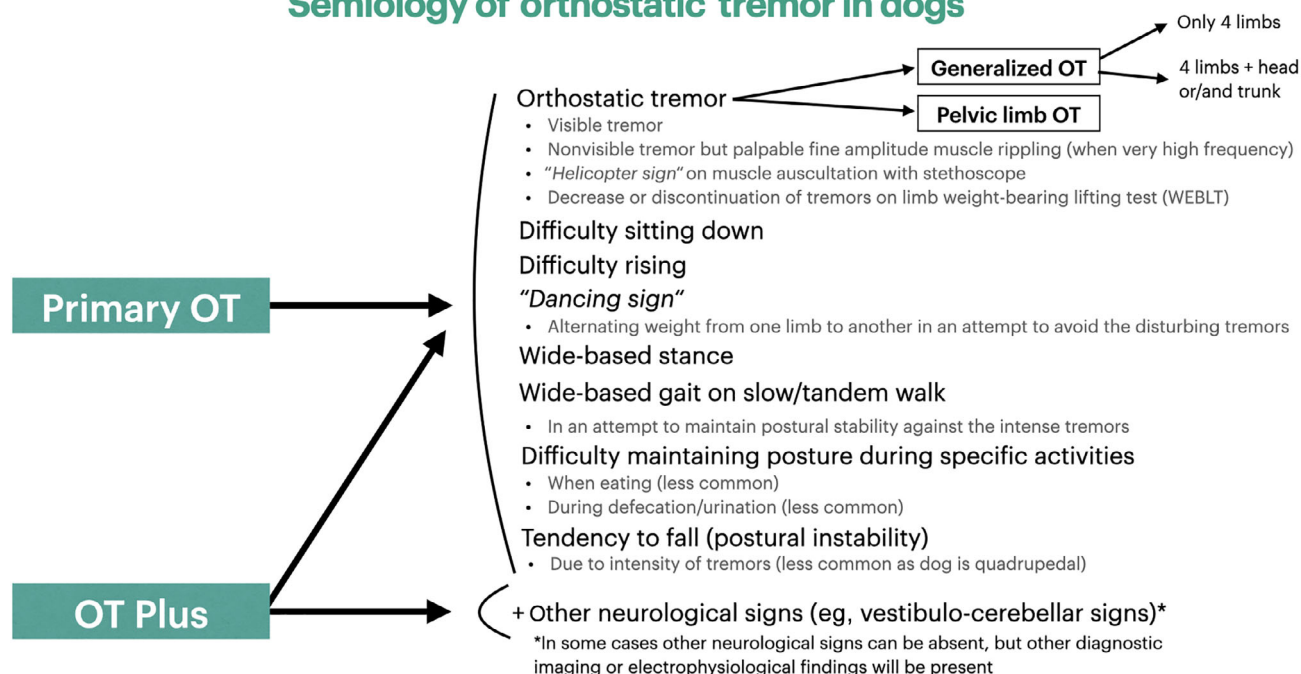 Semiology of orthostatic tremor in dogs
Only 4 limbs
Generalized OT
4 limbs + head
or/and trunk
Orthostatic tremor
Pelvic limb OT
• Visible tremor
• Nonvisible tremor but palpable fine amplitude muscle rippling (when very high frequency)
• “Helicopter sign“ on muscle auscultation with stethoscope
• Decrease or discontinuation of tremors on limb weight-bearing lifting test (WEBLT)
Difficulty sitting down
Difficulty rising
“Dancing sign“
• Alternating weight from one limb to another in an attempt to avoid the disturbing tremors
Primary OT
Wide-based stance
Wide-based gait on slow/tandem walk
• In an attempt to maintain postural stability against the intense tremors
Difficulty maintaining posture during specific activities
• When eating (less common)
• During defecation/urination (less common)
Tendency to fall (postural instability)
• Due to intensity of tremors (less common as dog is quadrupedal)
OT Plus
+ Other neurological signs (eg, vestibulo-cerebellar signs)*
*In some cases other neurological signs can be absent, but other diagnostic
imaging or electrophysiological findings will be present